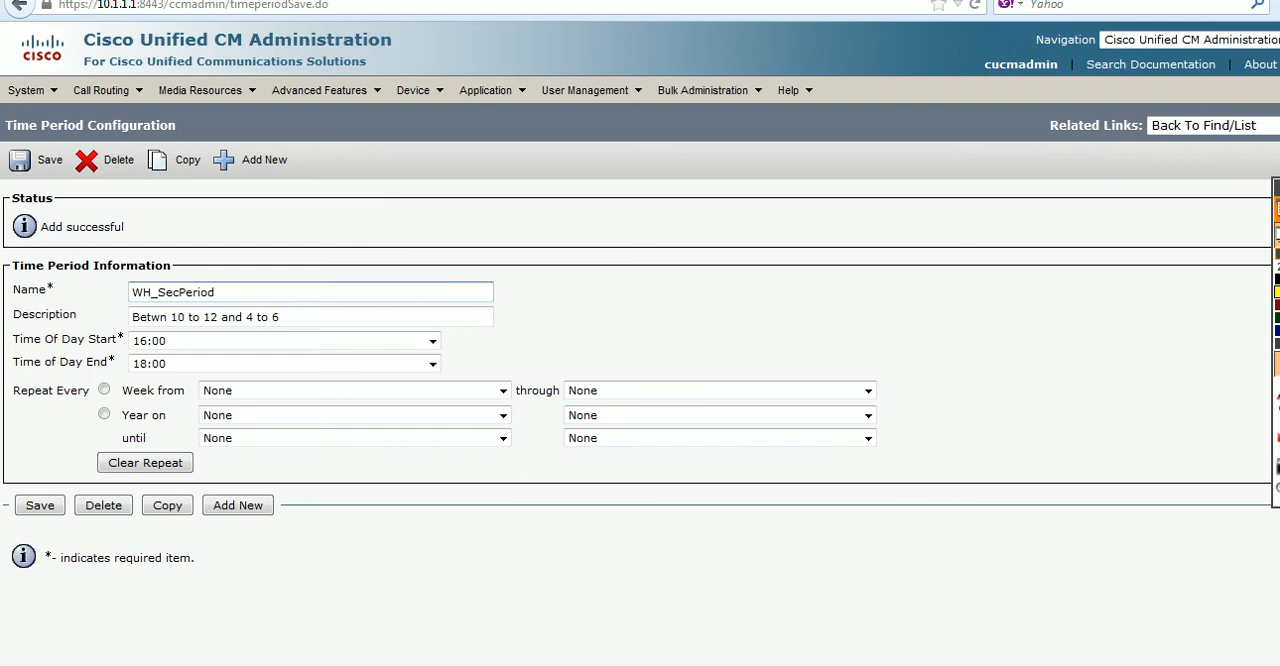 https://10.1.1.1:8443/ccmadmin/timeperiodSave.do
Yahoo
CISCO
Cisco Unified CM Administration
For Cisco Unified Communications Solutions
Navigation Cisco Unified CM Administration
cucmadmin | Search Documentation | About
System Call Routing Media Resources Advanced Features Device Application User Management Bulk Administration Help
Time Period Configuration
Related Links: Back To Find/List
Save Delete Copy Add New
Status
Add successful
Time Period Information
Name* WH_SecPeriod
Description Betwn 10 to 12 and 4 to 6
Time Of Day Start* 16:00
Time of Day End* 18:00
Repeat Every Week from None through None
Year on None None
until None None
Clear Repeat
Save Delete Copy Add New
*- indicates required item.